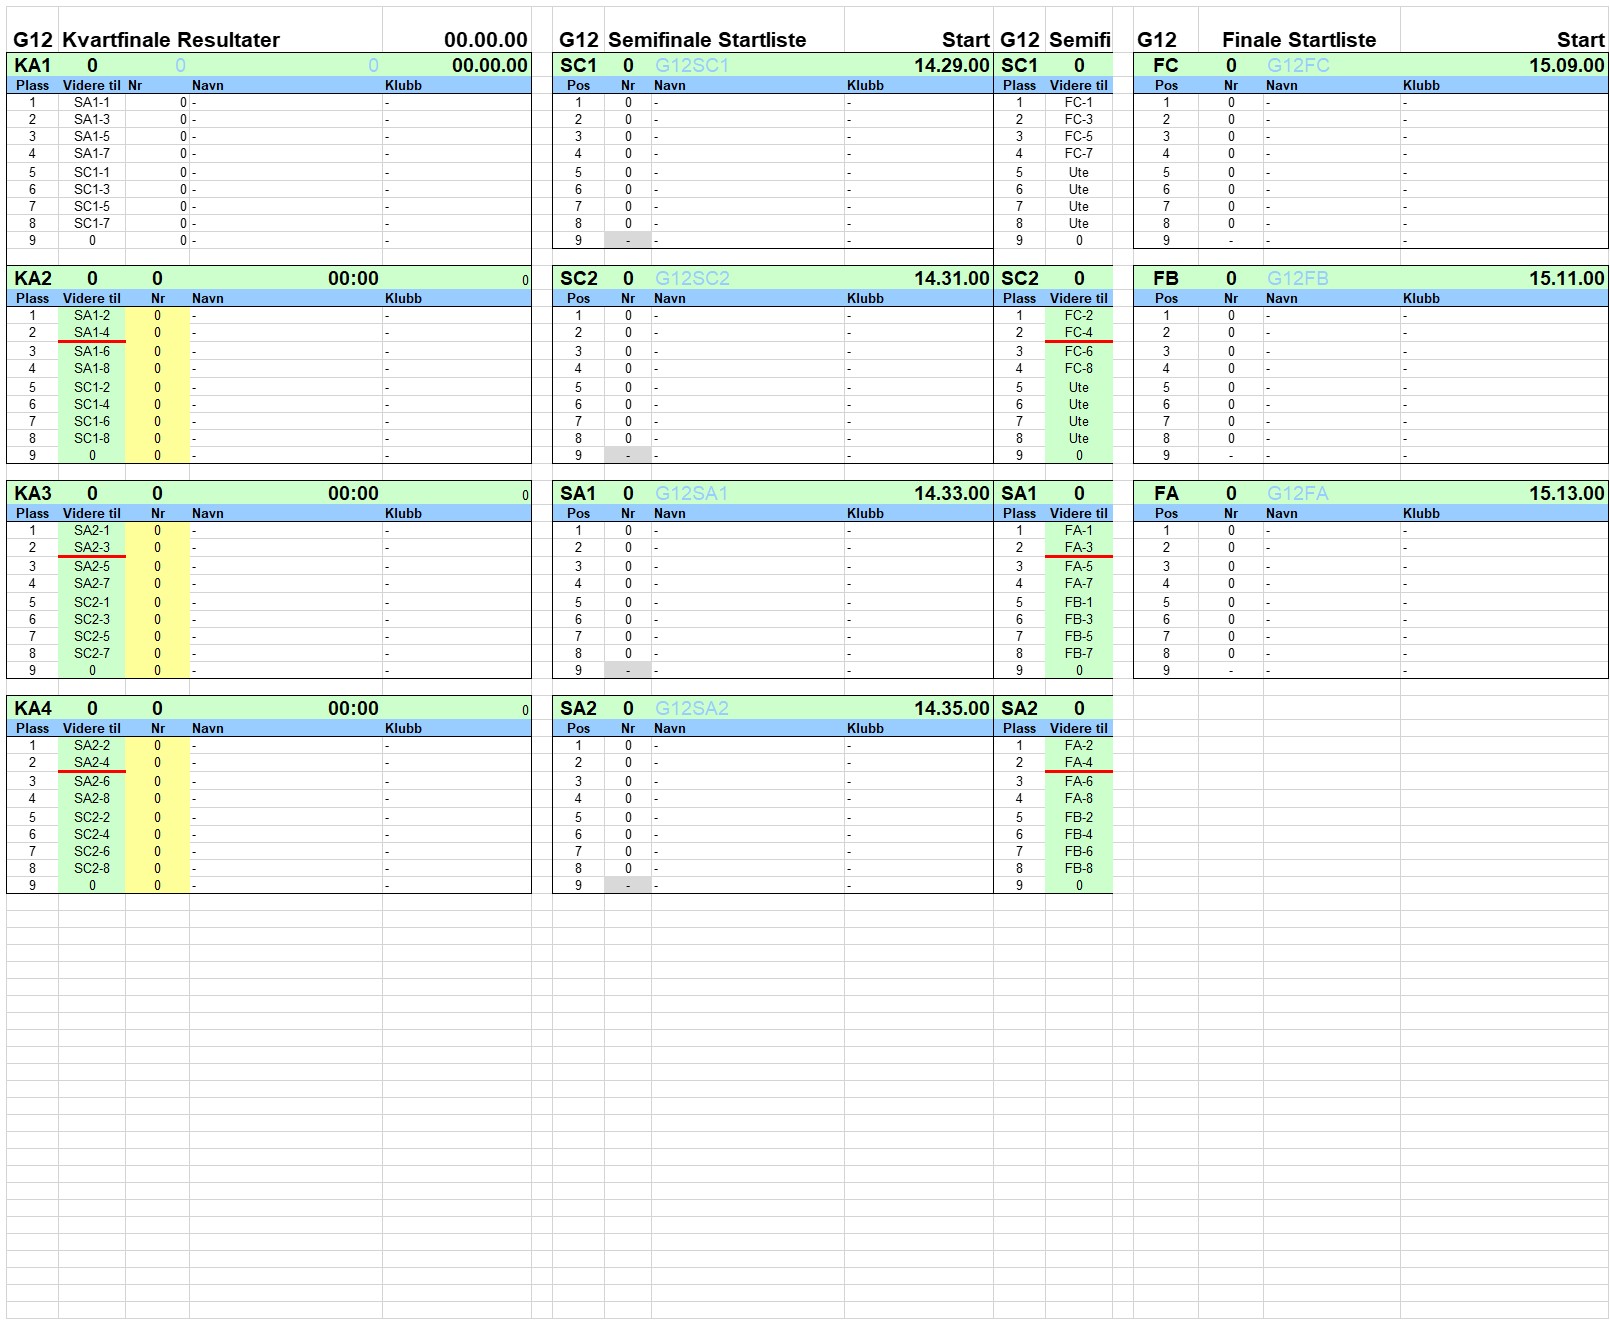 G12 Kvartfinale Resultater 00.00.00 G12 Semifinale Startliste Start G12 Semifi G12 Finale Startliste Start
KA1 0 0 0 00.00.00 SC1 0 G12SC1 14.29.00 SC1 0 FC 0 G12FC 15.09.00
Plass Videre til Nr Navn Klubb Pos Nr Navn Klubb Plass Videre til Pos Nr Navn Klubb
1 SA1-1 0 - - 1 0 - - 1 FC-1 1 0 - -
2 SA1-3 0 - - 2 0 - - 2 FC-3 2 0 - -
3 SA1-5 0 - - 3 0 - - 3 FC-5 3 0 - -
4 SA1-7 0 - - 4 0 - - 4 FC-7 4 0 - -
5 SC1-1 0 - - 5 0 - - 5 Ute 5 0 - -
6 SC1-3 0 - - 6 0 - - 6 Ute 6 0 - -
7 SC1-5 0 - - 7 0 - - 7 Ute 7 0 - -
8 SC1-7 0 - - 8 0 - - 8 Ute 8 0 - -
9 0 0 - - 9 - - - 9 0 9 - - -
KA2 0 0 00:00 0 SC2 0 G12SC2 14.31.00 SC2 0 FB 0 G12FB 15.11.00
Plass Videre til Nr Navn Klubb Pos Nr Navn Klubb Plass Videre til Pos Nr Navn Klubb
1 SA1-2 0 - - 1 0 - - 1 FC-2 1 0 - -
2 SA1-4 0 - - 2 0 - - 2 FC-4 2 0 - -
3 SA1-6 0 - - 3 0 - - 3 FC-6 3 0 - -
4 SA1-8 0 - - 4 0 - - 4 FC-8 4 0 - -
5 SC1-2 0 - - 5 0 - - 5 Ute 5 0 - -
6 SC1-4 0 - - 6 0 - - 6 Ute 6 0 - -
7 SC1-6 0 - - 7 0 - - 7 Ute 7 0 - -
8 SC1-8 0 - - 8 0 - - 8 Ute 8 0 - -
9 0 0 - - 9 - - - 9 0 9 - - -
KA3 0 0 00:00 0 SA1 0 G12SA1 14.33.00 SA1 0 FA 0 G12FA 15.13.00
Plass Videre til Nr Navn Klubb Pos Nr Navn Klubb Plass Videre til Pos Nr Navn Klubb
1 SA2-1 0 - - 1 0 - - 1 FA-1 1 0 - -
2 SA2-3 0 - - 2 0 - - 2 FA-3 2 0 - -
3 SA2-5 0 - - 3 0 - - 3 FA-5 3 0 - -
4 SA2-7 0 - - 4 0 - - 4 FA-7 4 0 - -
5 SC2-1 0 - - 5 0 - - 5 FB-1 5 0 - -
6 SC2-3 0 - - 6 0 - - 6 FB-3 6 0 - -
7 SC2-5 0 - - 7 0 - - 7 FB-5 7 0 - -
8 SC2-7 0 - - 8 0 - - 8 FB-7 8 0 - -
9 0 0 - - 9 - - - 9 0 9 - - -
KA4 0 0 00:00 0 SA2 0 G12SA2 14.35.00 SA2 0
Plass Videre til Nr Navn Klubb Pos Nr Navn Klubb Plass Videre til
1 SA2-2 0 - - 1 0 - - 1 FA-2
2 SA2-4 0 - - 2 0 - - 2 FA-4
3 SA2-6 0 - - 3 0 - - 3 FA-6
4 SA2-8 0 - - 4 0 - - 4 FA-8
5 SC2-2 0 - - 5 0 - - 5 FB-2
6 SC2-4 0 - - 6 0 - - 6 FB-4
7 SC2-6 0 - - 7 0 - - 7 FB-6
8 SC2-8 0 - - 8 0 - - 8 FB-8
9 0 0 - - 9 - - - 9 0